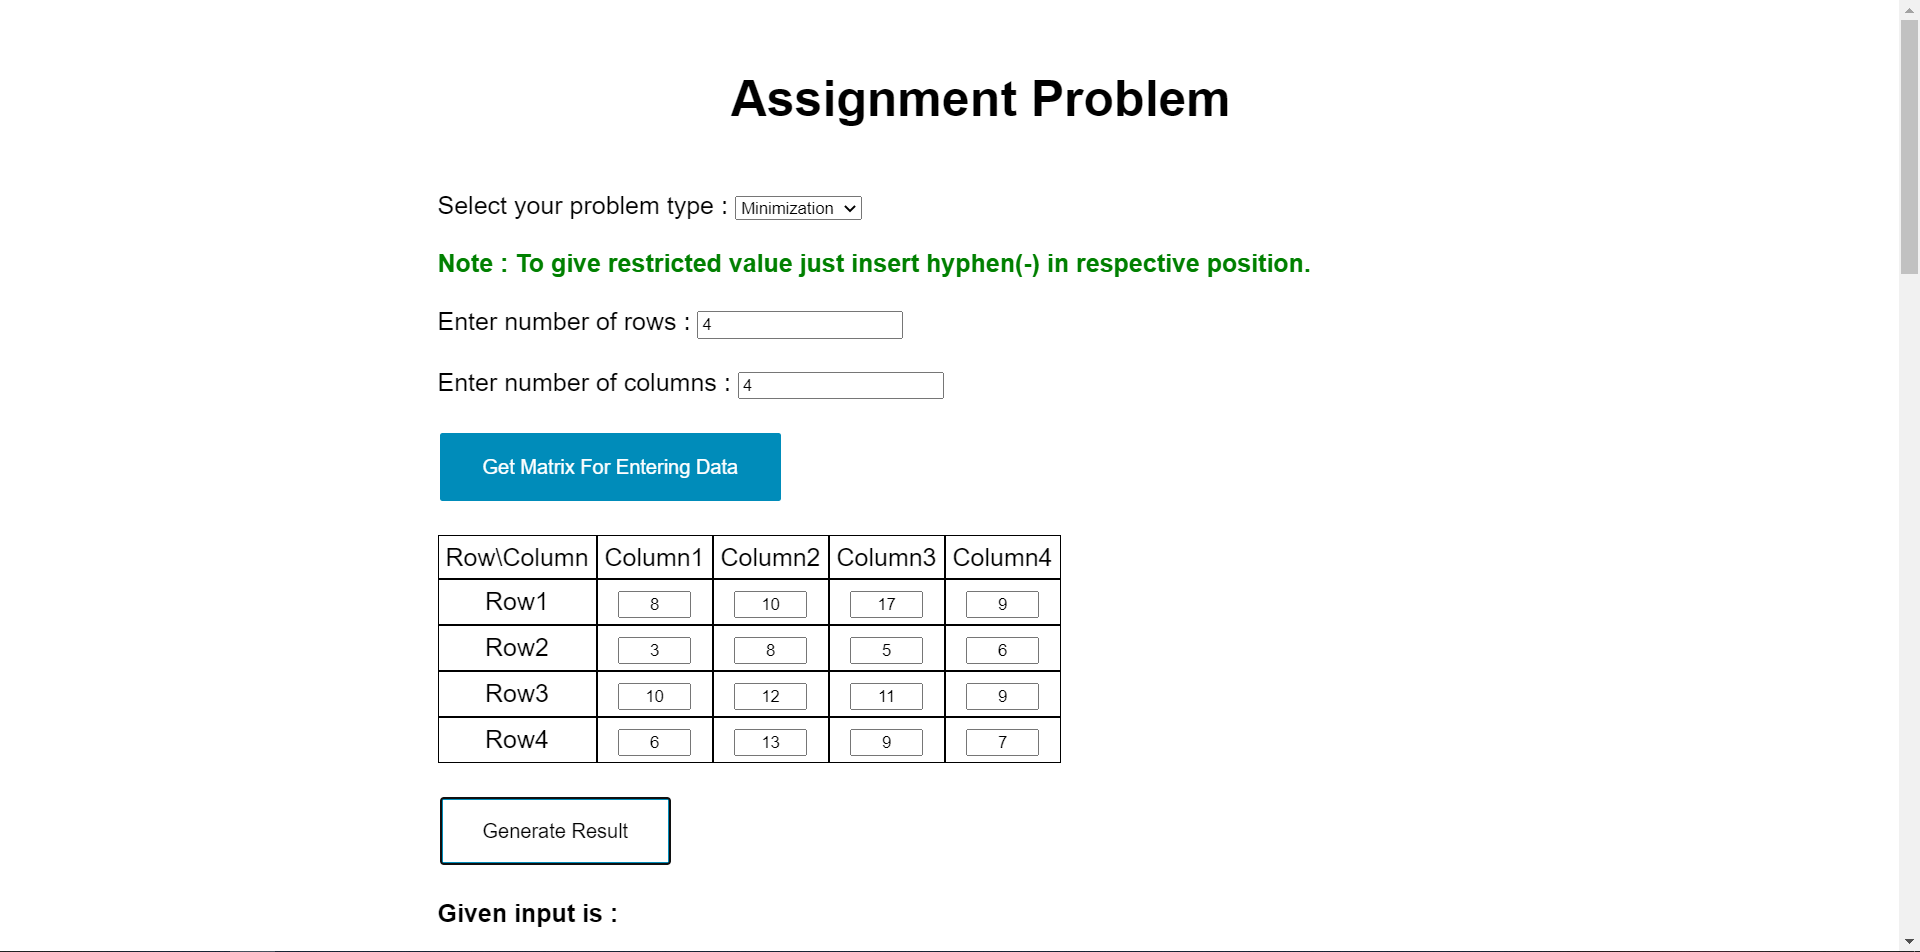 Assignment Problem
Select your problem type : Minimization
Note : To give restricted value just insert hyphen(-) in respective position.
Enter number of rows : 4
Enter number of columns : 4
Get Matrix For Entering Data
Row\Column Column1 Column2 Column3 Column4
Row1 8 10 17 9
Row2 3 8 5 6
Row3 10 12 11 9
Row4 6 13 9 7
Generate Result
Given input is :